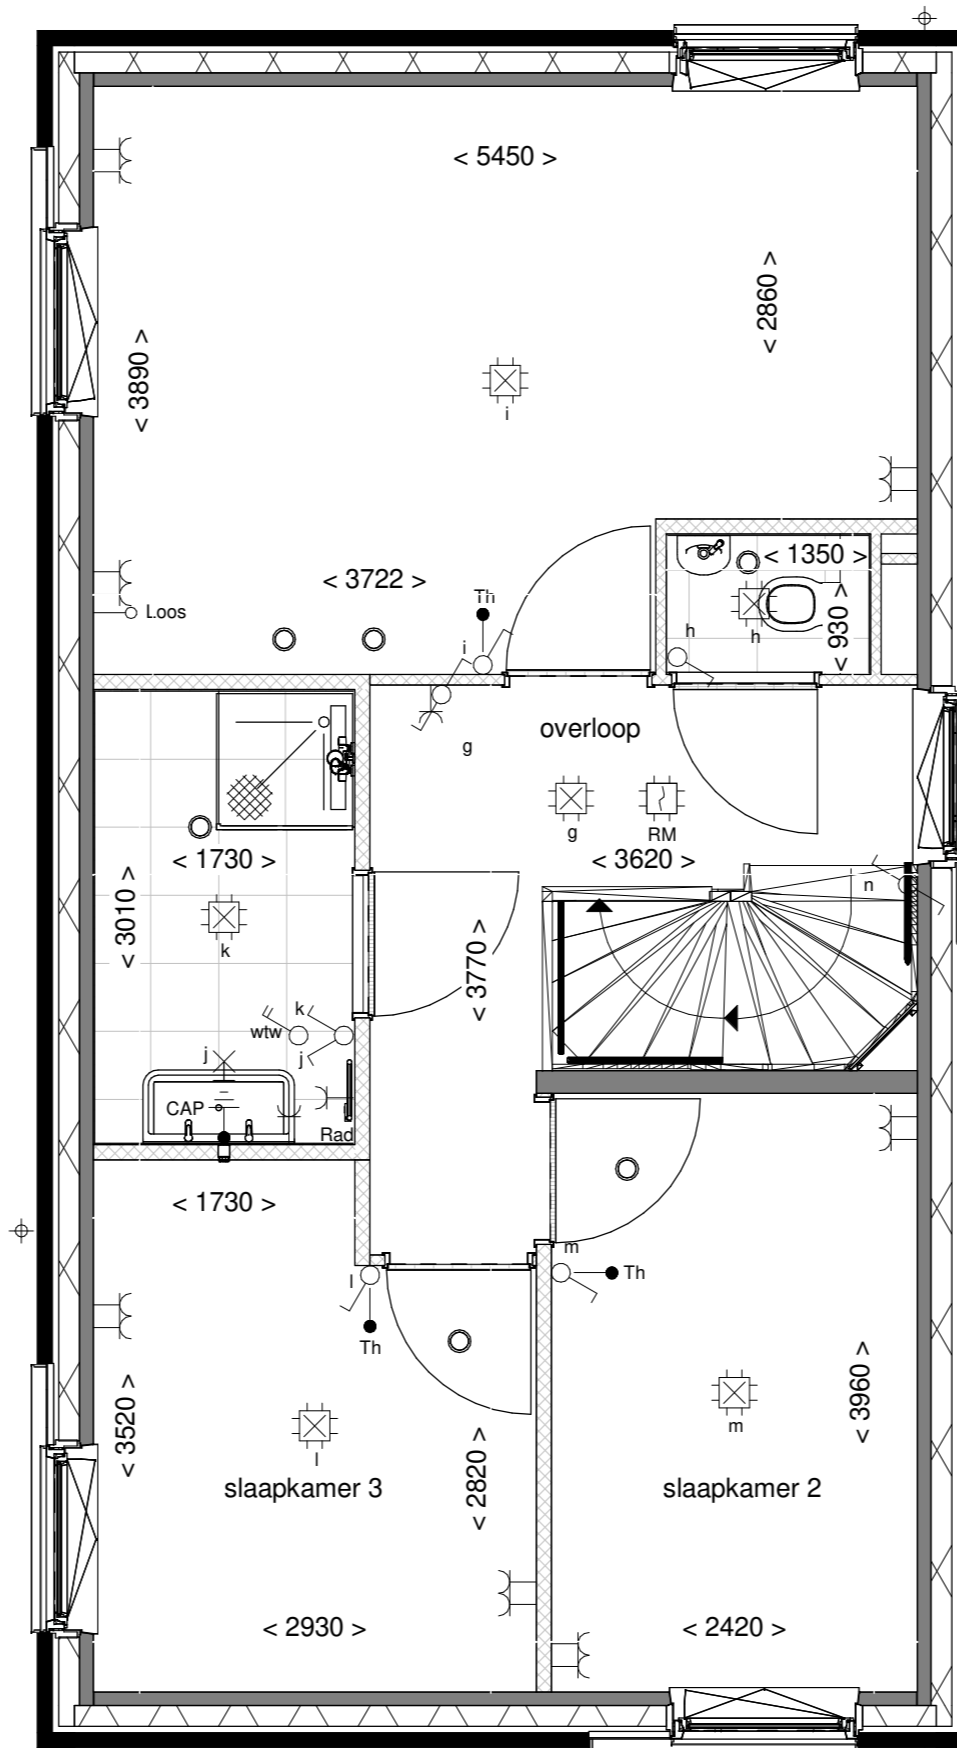 < 5450 >
< 2860 >
< 3890 >
i
< 3722 >
Th
Loos
i
< 1350 >
h
h
< 930 >
overloop
g
g
RM
< 3620 >
n
< 1730 >
< 3010 >
k
< 3770 >
k
wtw
j
j
CAP
Rad
< 1730 >
m
Th
l
Th
< 3520 >
l
< 2820 >
< 3960 >
m
slaapkamer 3
slaapkamer 2
< 2930 >
< 2420 >